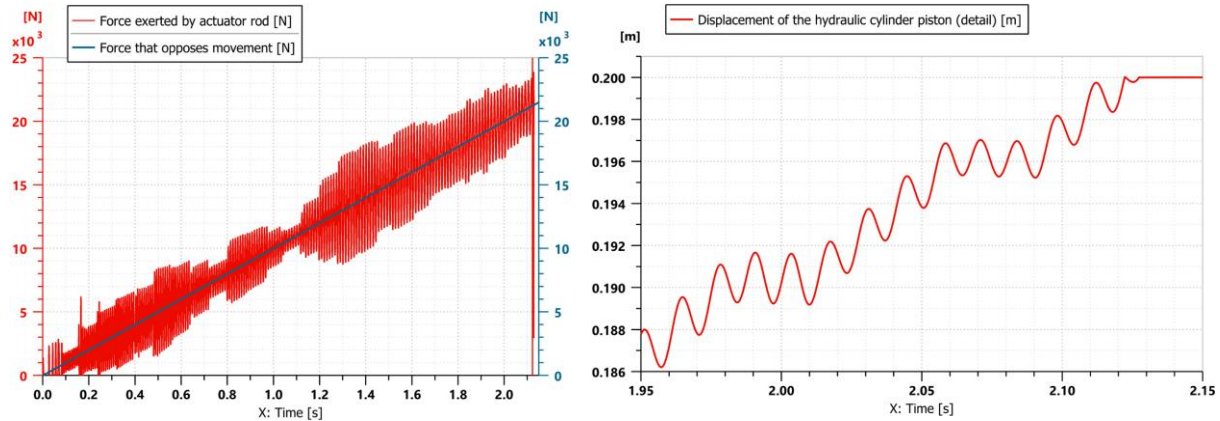 [N]
x10³
Force exerted by actuator rod [N]
Force that opposes movement [N]
[N]
x10³
25
20
15
10
5
0
25
20
15
10
5
0
0.0 0.2 0.4 0.6 0.8 1.0 1.2 1.4 1.6 1.8 2.0
X: Time [s]
Displacement of the hydraulic cylinder piston (detail) [m]
[m]
0.200
0.198
0.196
0.194
0.192
0.190
0.188
0.186
1.95 2.00 2.05 2.10 2.15
X: Time [s]